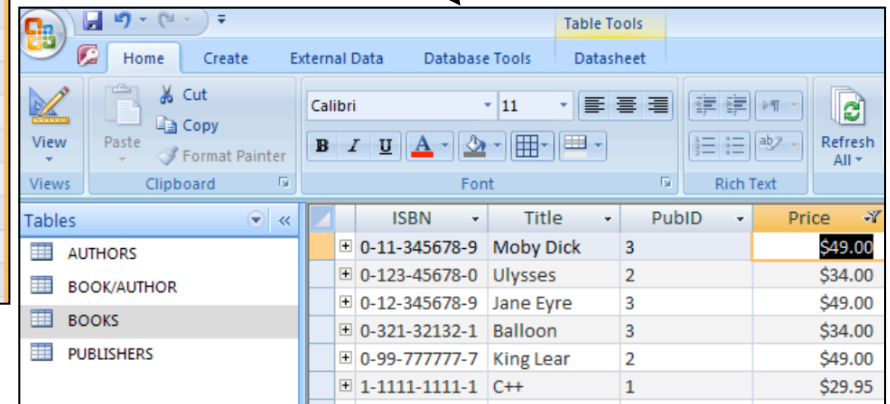 Table Tools
Home Create External Data Database Tools Datasheet
View
Views
Paste
Cut
Copy
Format Painter
Clipboard
Calibri 11
B I U A
Font
ab
Rich Text
Refresh
All
Tables
AUTHORS
BOOK/AUTHOR
BOOKS
PUBLISHERS
ISBN Title PubID Price
0-11-345678-9 Moby Dick 3 $49.00
0-123-45678-0 Ulysses 2 $34.00
0-12-345678-9 Jane Eyre 3 $49.00
0-321-32132-1 Balloon 3 $34.00
0-99-777777-7 King Lear 2 $49.00
1-1111-1111-1 C++ 1 $29.95